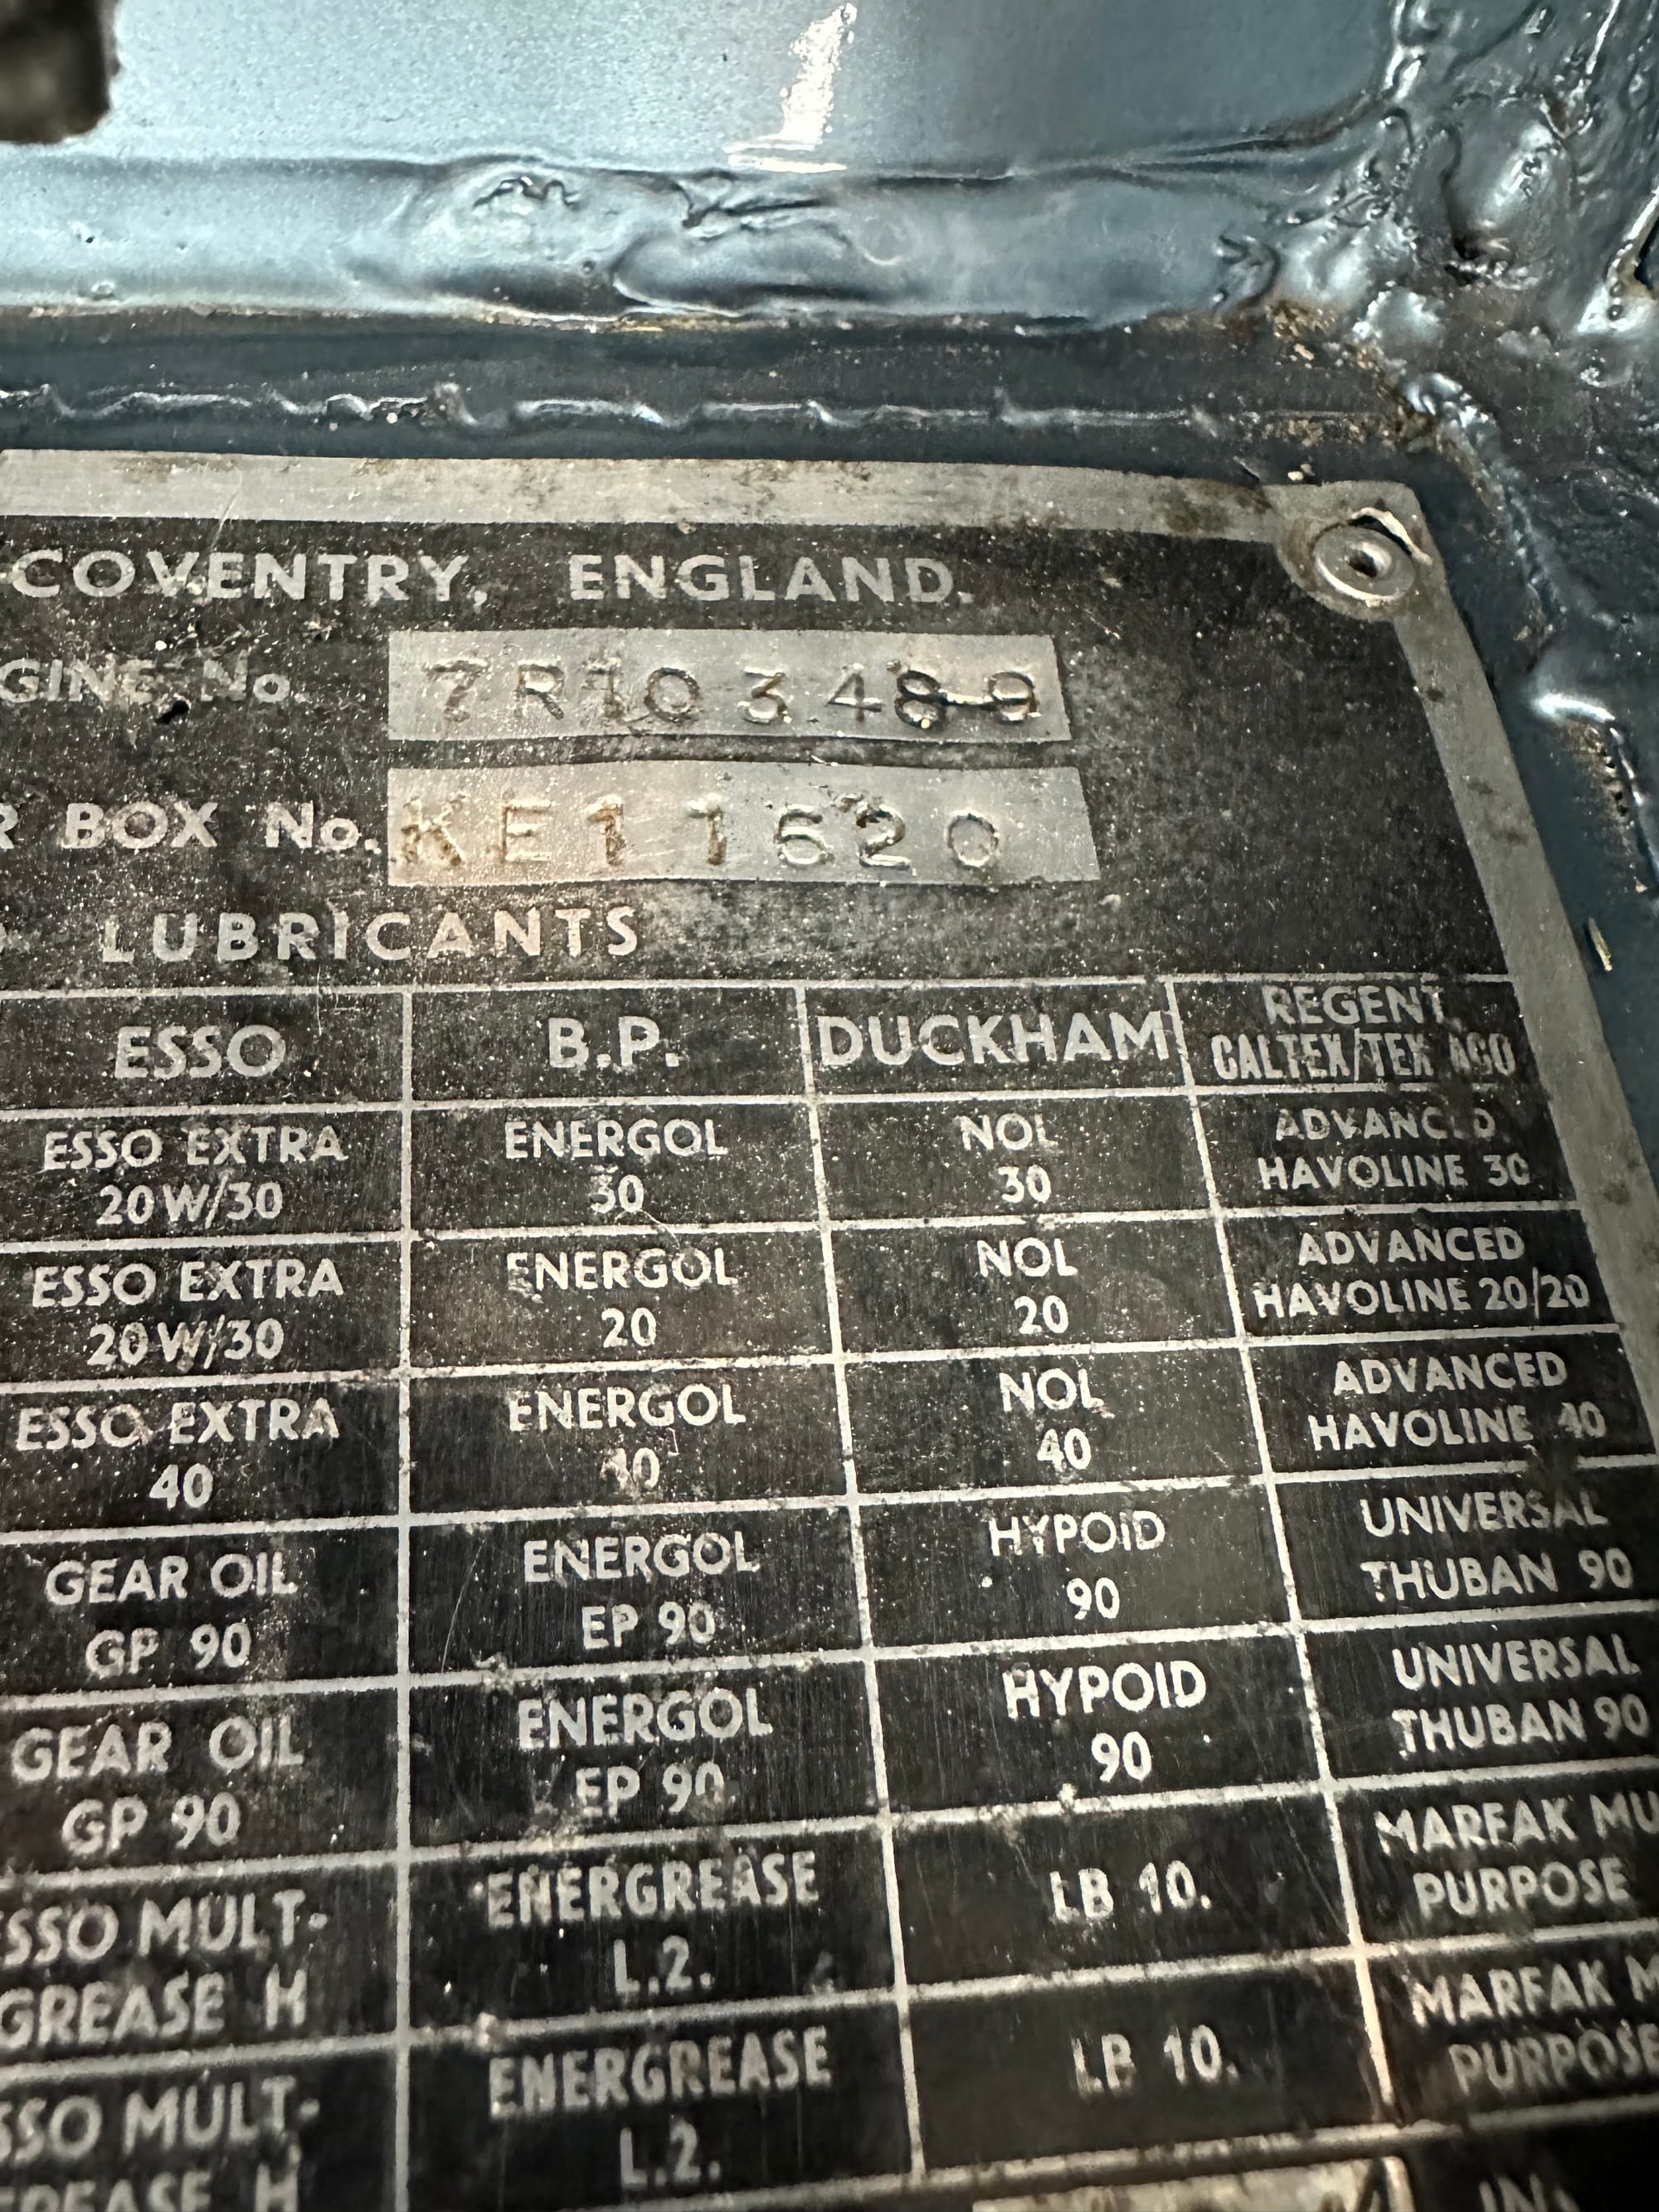 COVENTRY, ENGLAND.
GINE No. 7R10348-9
R BOX No. KE11620
LUBRICANTS
ESSO B.P. DUCKHAM REGENT
CALTEX/TEXACO
ESSO EXTRA ENERGOL NOL ADVANCED
20W/30 30 30 HAVOLINE 30
ESSO EXTRA ENERGOL NOL ADVANCED
20W/30 20 20 HAVOLINE 20/20
ESSO EXTRA ENERGOL NOL ADVANCED
40 40 40 HAVOLINE 40
GEAR OIL ENERGOL HYPOID UNIVERSAL
GP 90 EP 90 90 THUBAN 90
GEAR OIL ENERGOL HYPOID UNIVERSAL
GP 90 EP 90 90 THUBAN 90
SSO MULT- ENERGREASE LB 10. MARFAK MU
GREASE H L.2. PURPOSE
SSO MULT- ENERGREASE LB 10. MARFAK M
REASE H L.2. PURPOSE